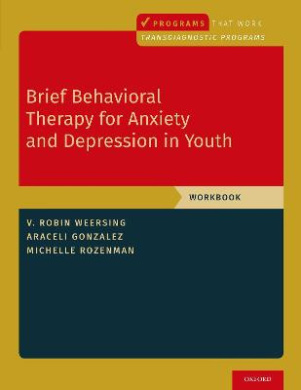 ✓ PROGRAMS THAT WORK
TRANSDIAGNOSTIC PROGRAMS
Brief Behavioral
Therapy for Anxiety
and Depression in Youth
WORKBOOK
V. ROBIN WEERSING
ARACELI GONZALEZ
MICHELLE ROZENMAN
OXFORD